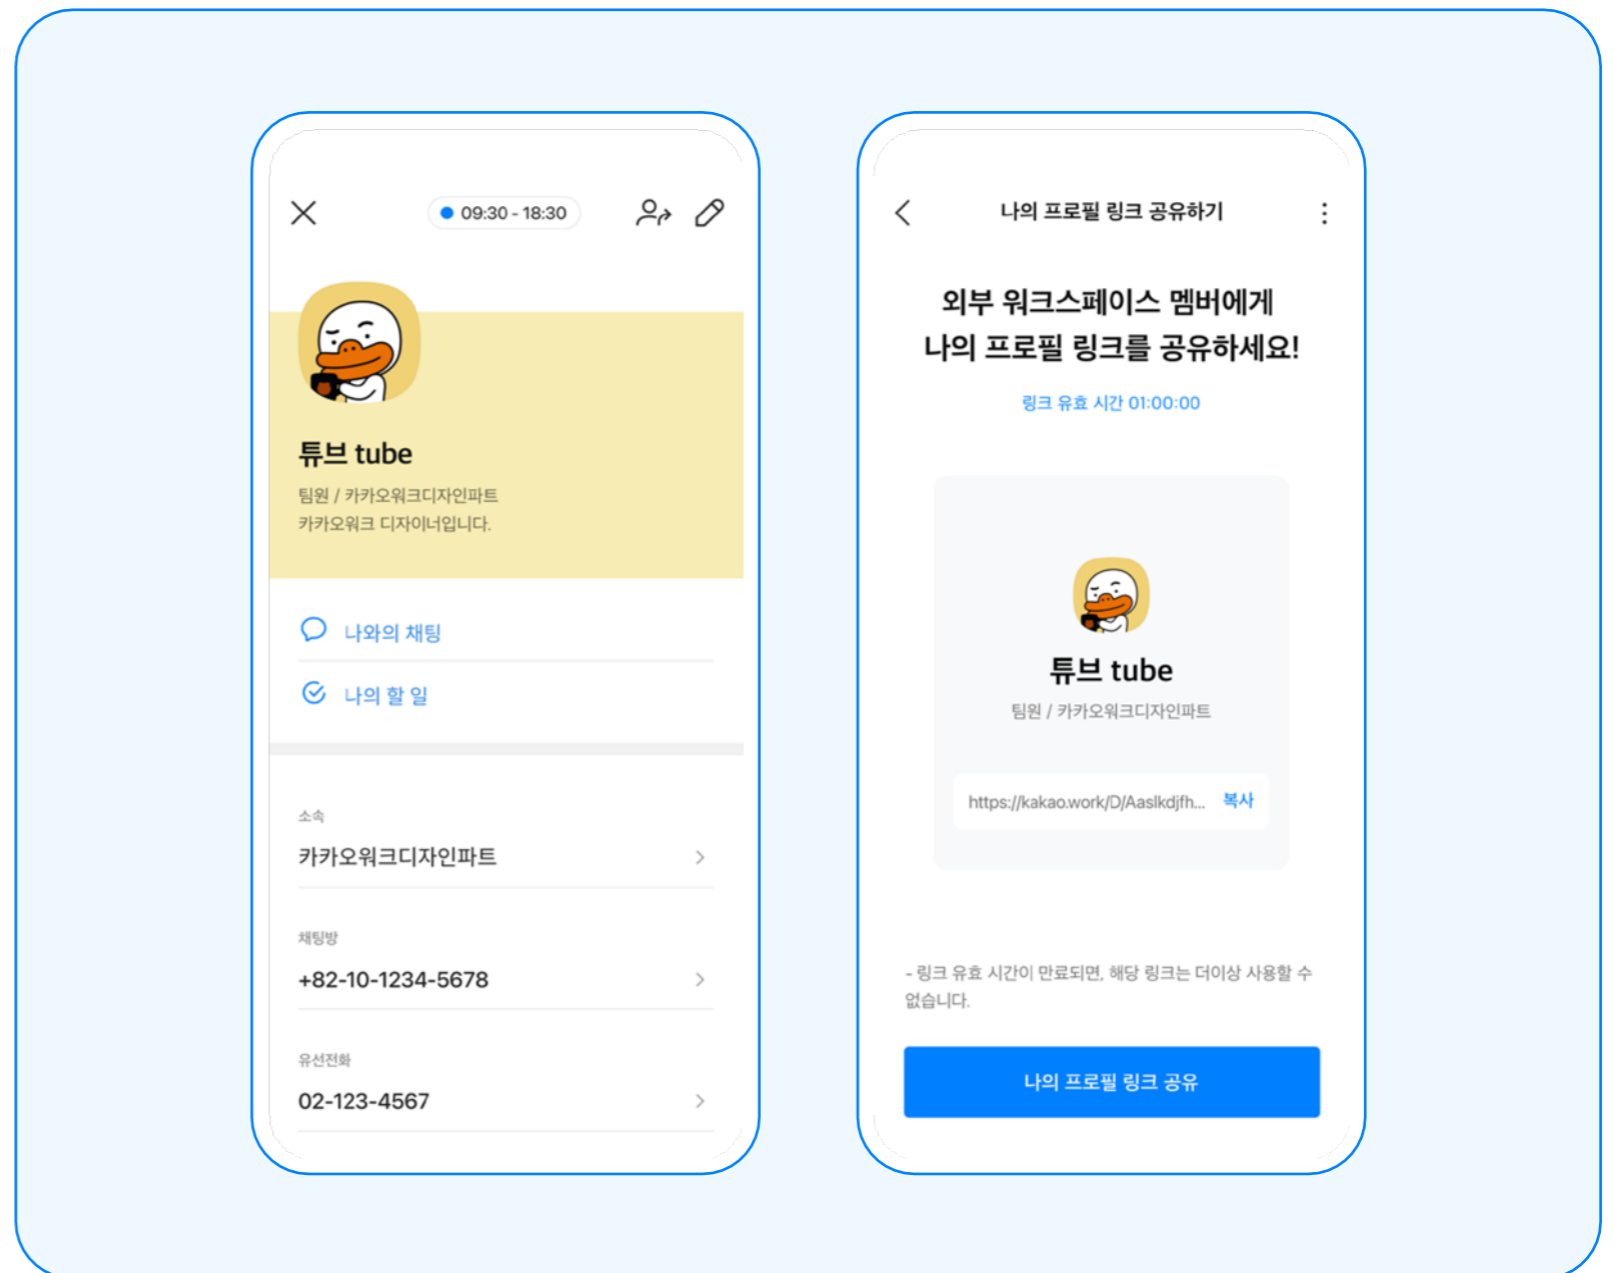 09:30 - 18:30
튜브 tube
팀원 / 카카오워크디자인파트
카카오워크 디자이너입니다.
나와의 채팅
나의 할 일
소속
카카오워크디자인파트
채팅방
+82-10-1234-5678
유선전화
02-123-4567
나의 프로필 링크 공유하기
외부 워크스페이스 멤버에게
나의 프로필 링크를 공유하세요!
링크 유효 시간 01:00:00
튜브 tube
팀원 / 카카오워크디자인파트
https://kakao.work/D/Aaslkdjfh... 복사
- 링크 유효 시간이 만료되면, 해당 링크는 더이상 사용할 수
없습니다.
나의 프로필 링크 공유